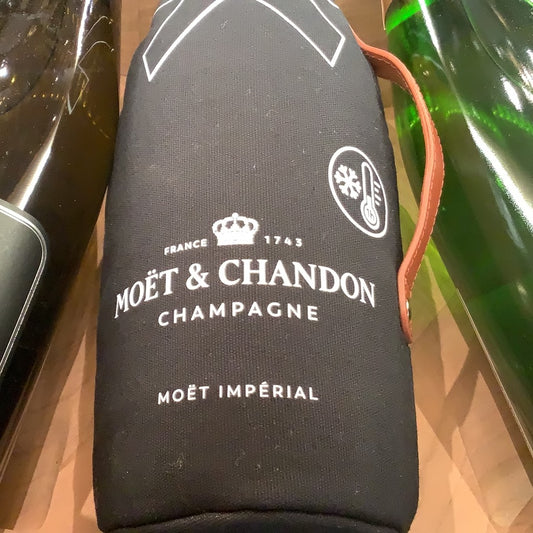 FRANCE 1743
MOËT & CHANDON
CHAMPAGNE
MOËT IMPÉRIAL